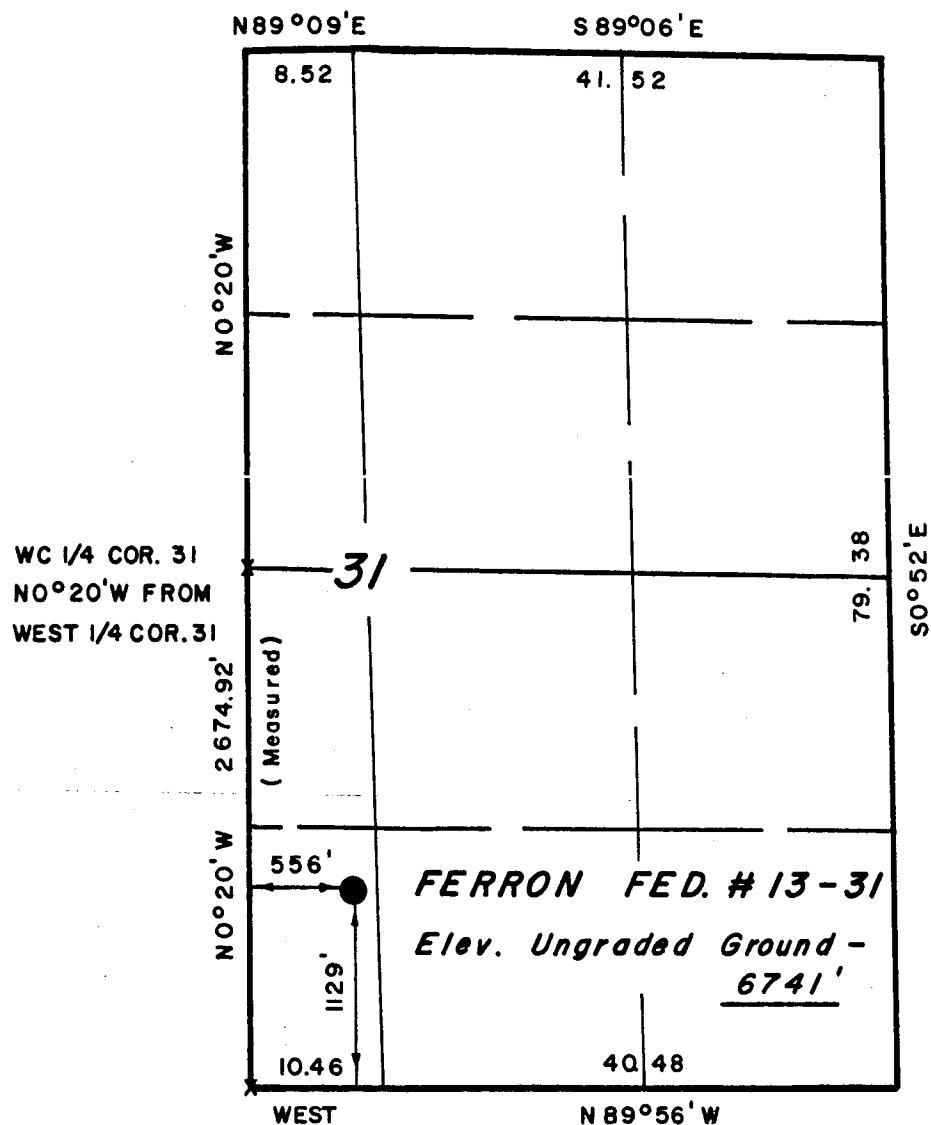 N89°09'E
S89°06'E
8.52
41.52
N0°20'W
WC 1/4 COR. 31
N0°20'W FROM
WEST 1/4 COR.31
31
79.38
S0°52'E
2674.92'
(Measured)
N0°20'W
556'
1129'
FERRON FED. # 13-31
Elev. Ungraded Ground -
6741'
10.46
40.48
WEST
N89°56'W